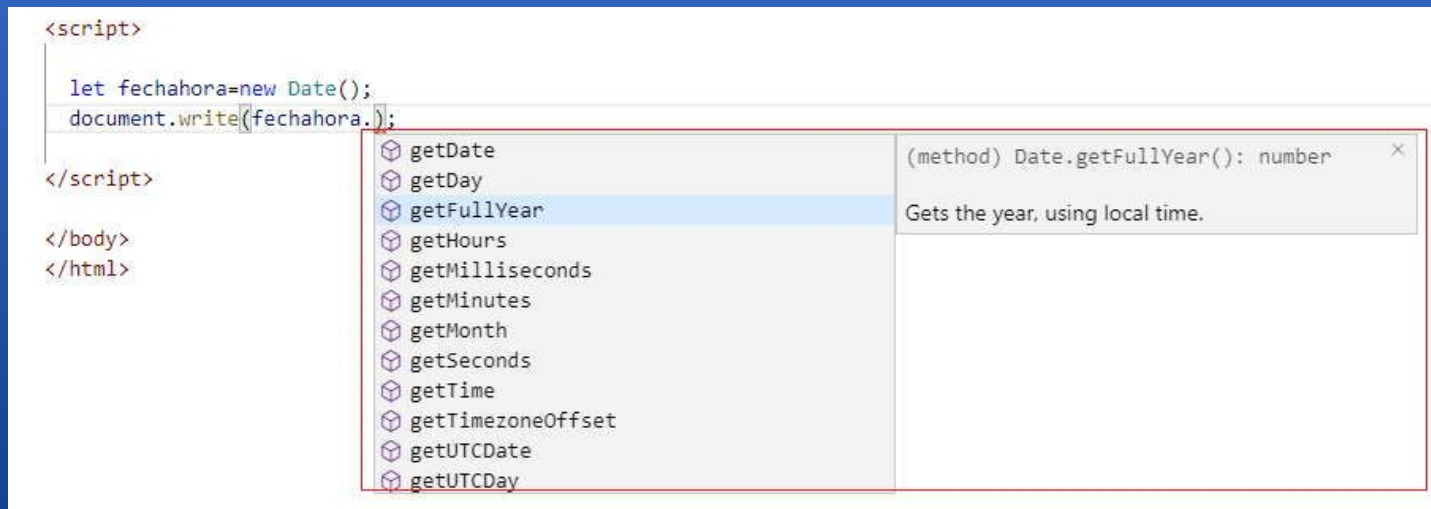 <script>
let fechahora=new Date();
document.write(fechahora.);
</script>
</body>
</html>
getDate
getDay
getFullYear
getHours
getMilliseconds
getMinutes
getMonth
getSeconds
getTime
getTimezoneOffset
getUTCDate
getUTCDay
(method) Date.getFullYear(): number
Gets the year, using local time.